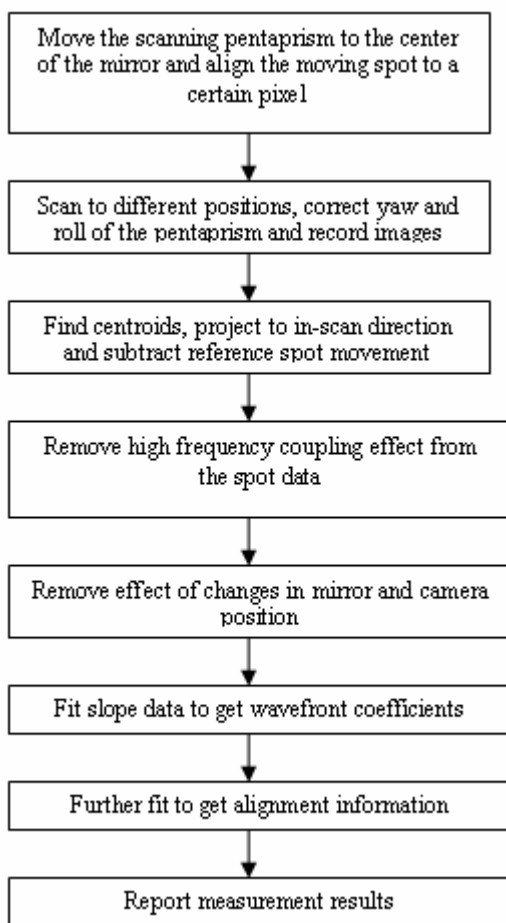 Move the scanning pentaprism to the center
of the mirror and align the moving spot to a
certain pixel
Scan to different positions, correct yaw and
roll of the pentaprism and record images
Find centroids, project to in-scan direction
and subtract reference spot movement
Remove high frequency coupling effect from
the spot data
Remove effect of changes in mirror and camera
position
Fit slope data to get wavefront coefficients
Further fit to get alignment information
Report measurement results